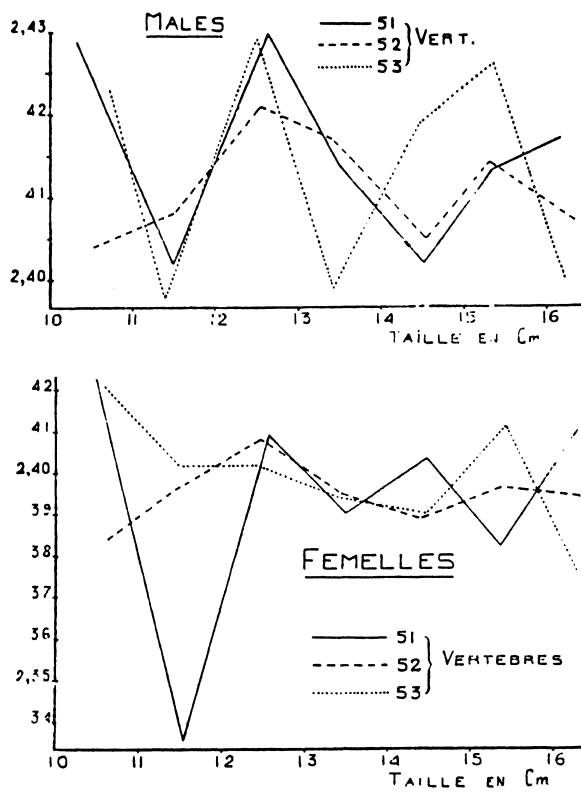 MALES
51
52
53
VERT.
2,43
42
41
2,40
10 11 12 13 14 15 16
TAILLE EN Cm
42
41
2,40
39
38
37
36
2,35
34
FEMELLES
51
52
53
VERTEBRES
10 11 12 13 14 15 16
TAILLE EN Cm